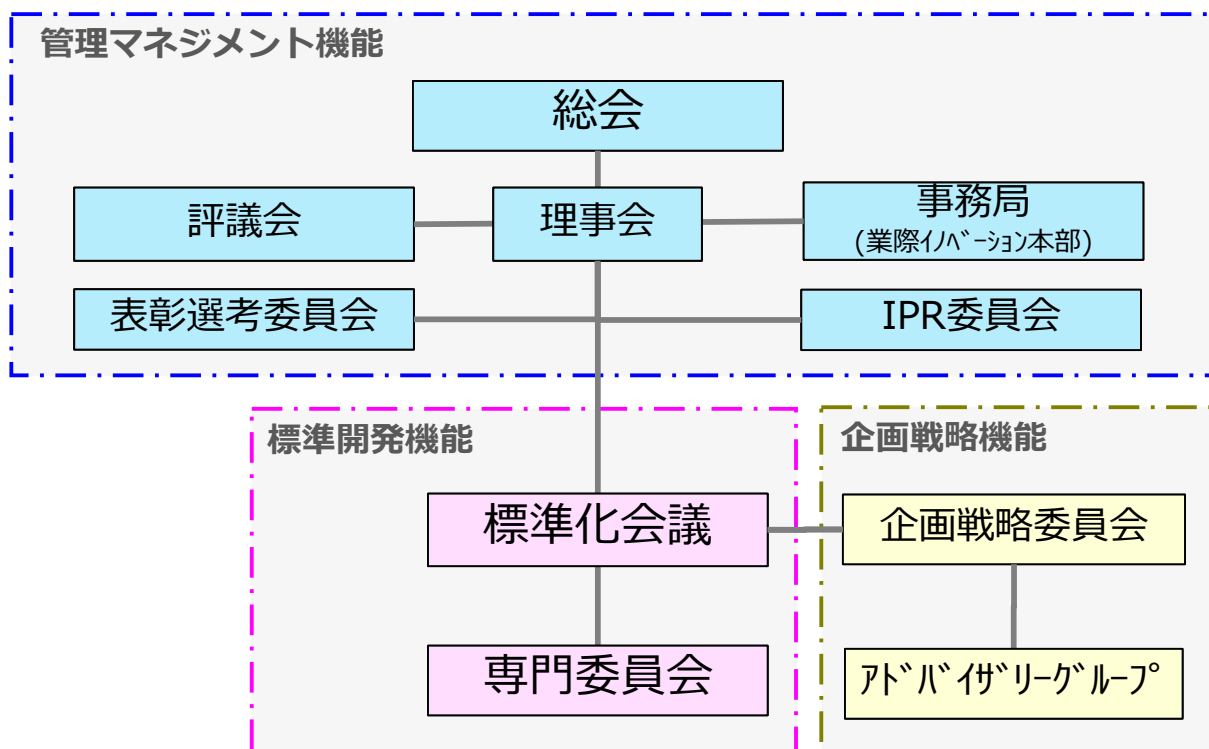 管理マネジメント機能
総会
評議会
理事会
事務局
(業際ｲﾉﾍﾞｰｼｮﾝ本部)
表彰選考委員会
IPR委員会
標準開発機能
企画戦略機能
標準化会議
企画戦略委員会
専門委員会
ｱﾄﾞﾊﾞｲｻﾞﾘｰｸﾞﾙｰﾌﾟ